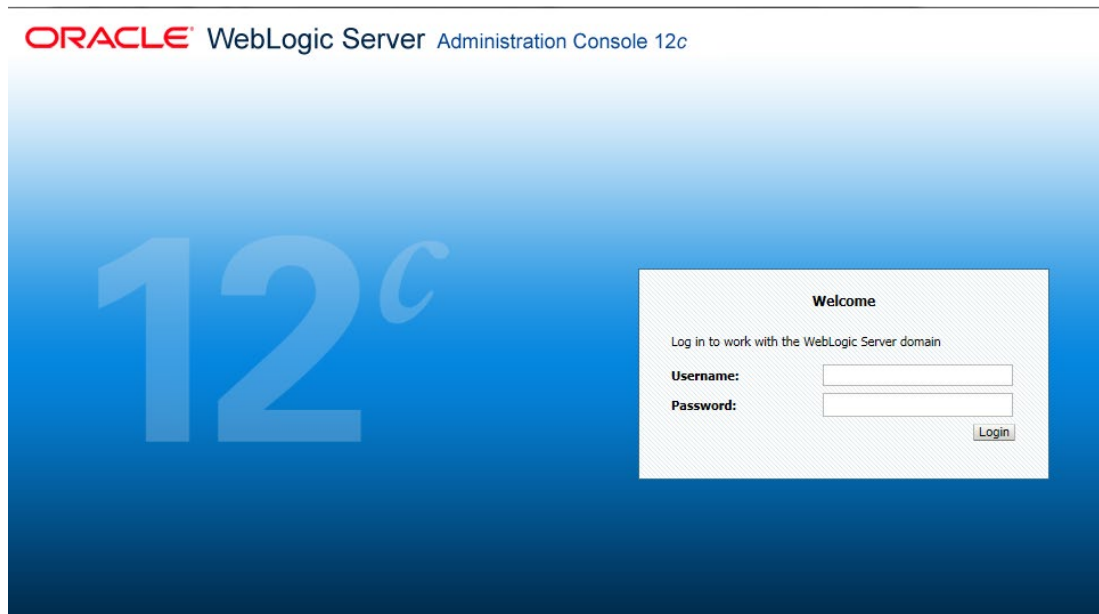 ORACLE WebLogic Server Administration Console 12c
12c
Welcome
Log in to work with the WebLogic Server domain
Username:
Password:
Login